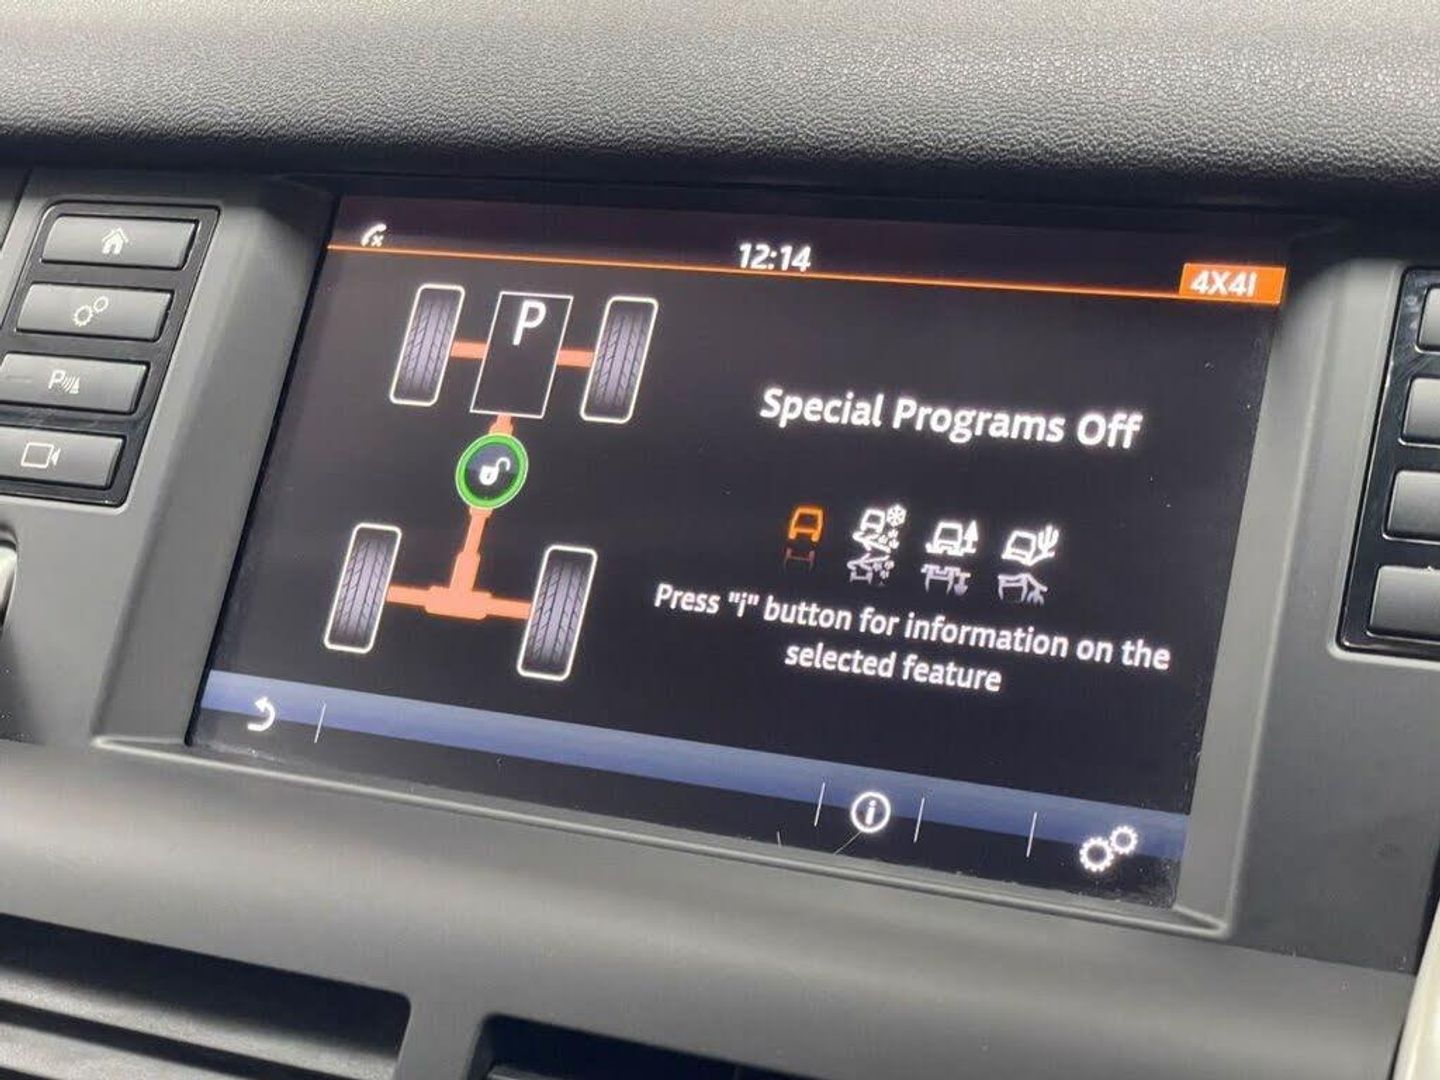 12:14
4X4I
P
Special Programs Off
Press "i" button for information on the
selected feature
i
P